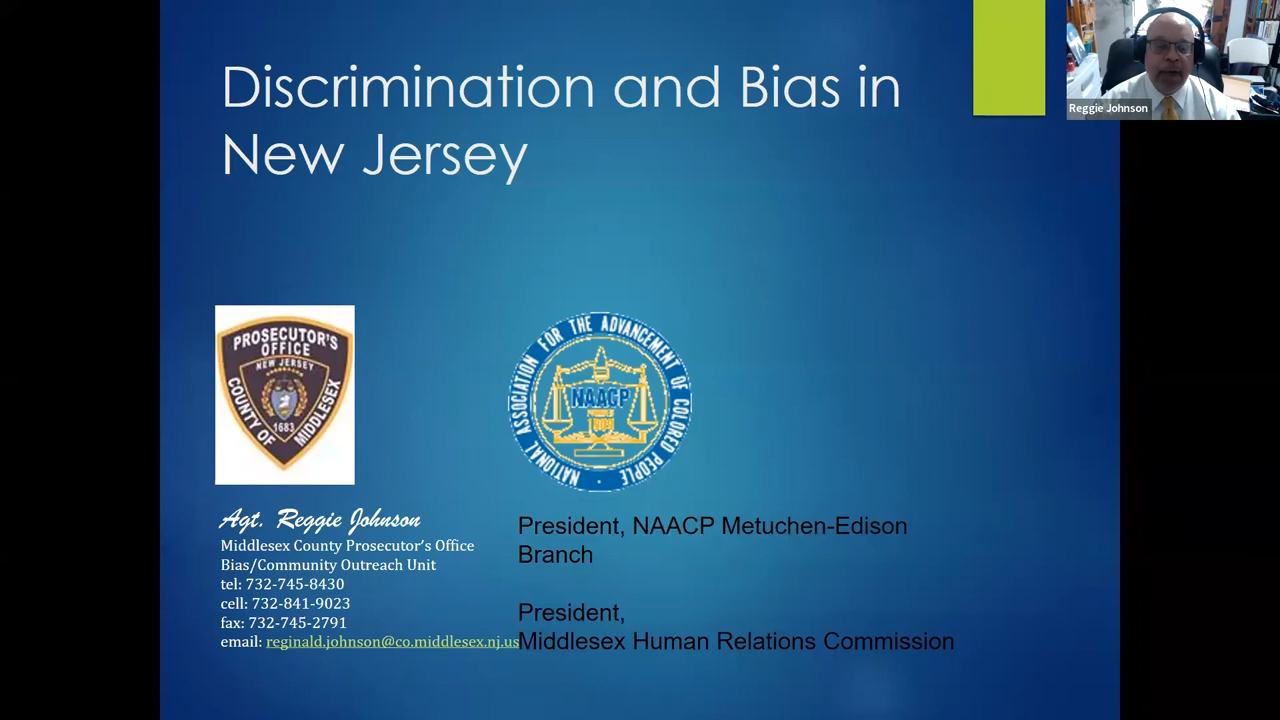 Discrimination and Bias in
New Jersey
Reggie Johnson
PROSECUTOR'S
OFFICE
NEW JERSEY
COUNTY OF MIDDLESEX
1683
NATIONAL ASSOCIATION FOR THE ADVANCEMENT OF COLORED PEOPLE
NAACP
Agt. Reggie Johnson
Middlesex County Prosecutor's Office
Bias/Community Outreach Unit
tel: 732-745-8430
cell: 732-841-9023
fax: 732-745-2791
email: reginald.johnson@co.middlesex.nj.us
President, NAACP Metuchen-Edison
Branch
President,
Middlesex Human Relations Commission